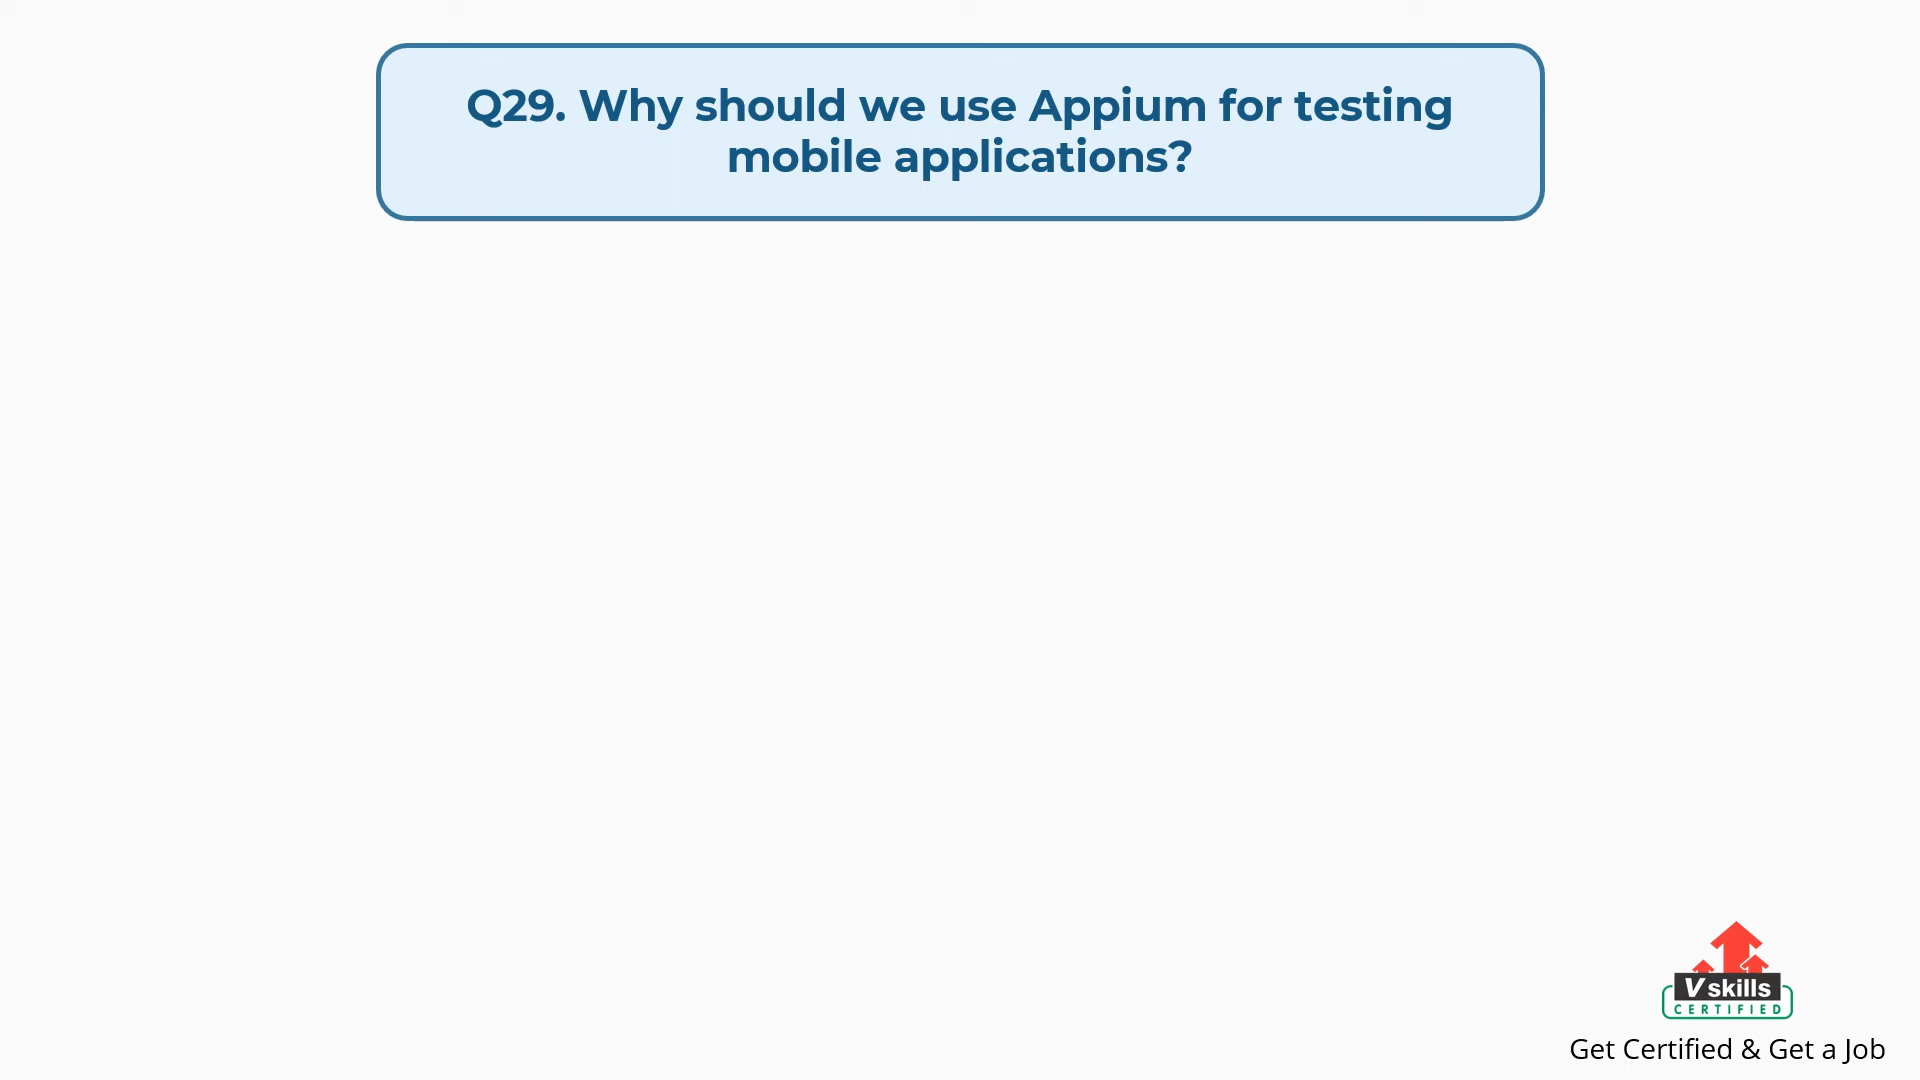 Q29. Why should we use Appium for testing
mobile applications?
Vskills
CERTIFIED
Get Certified & Get a Job